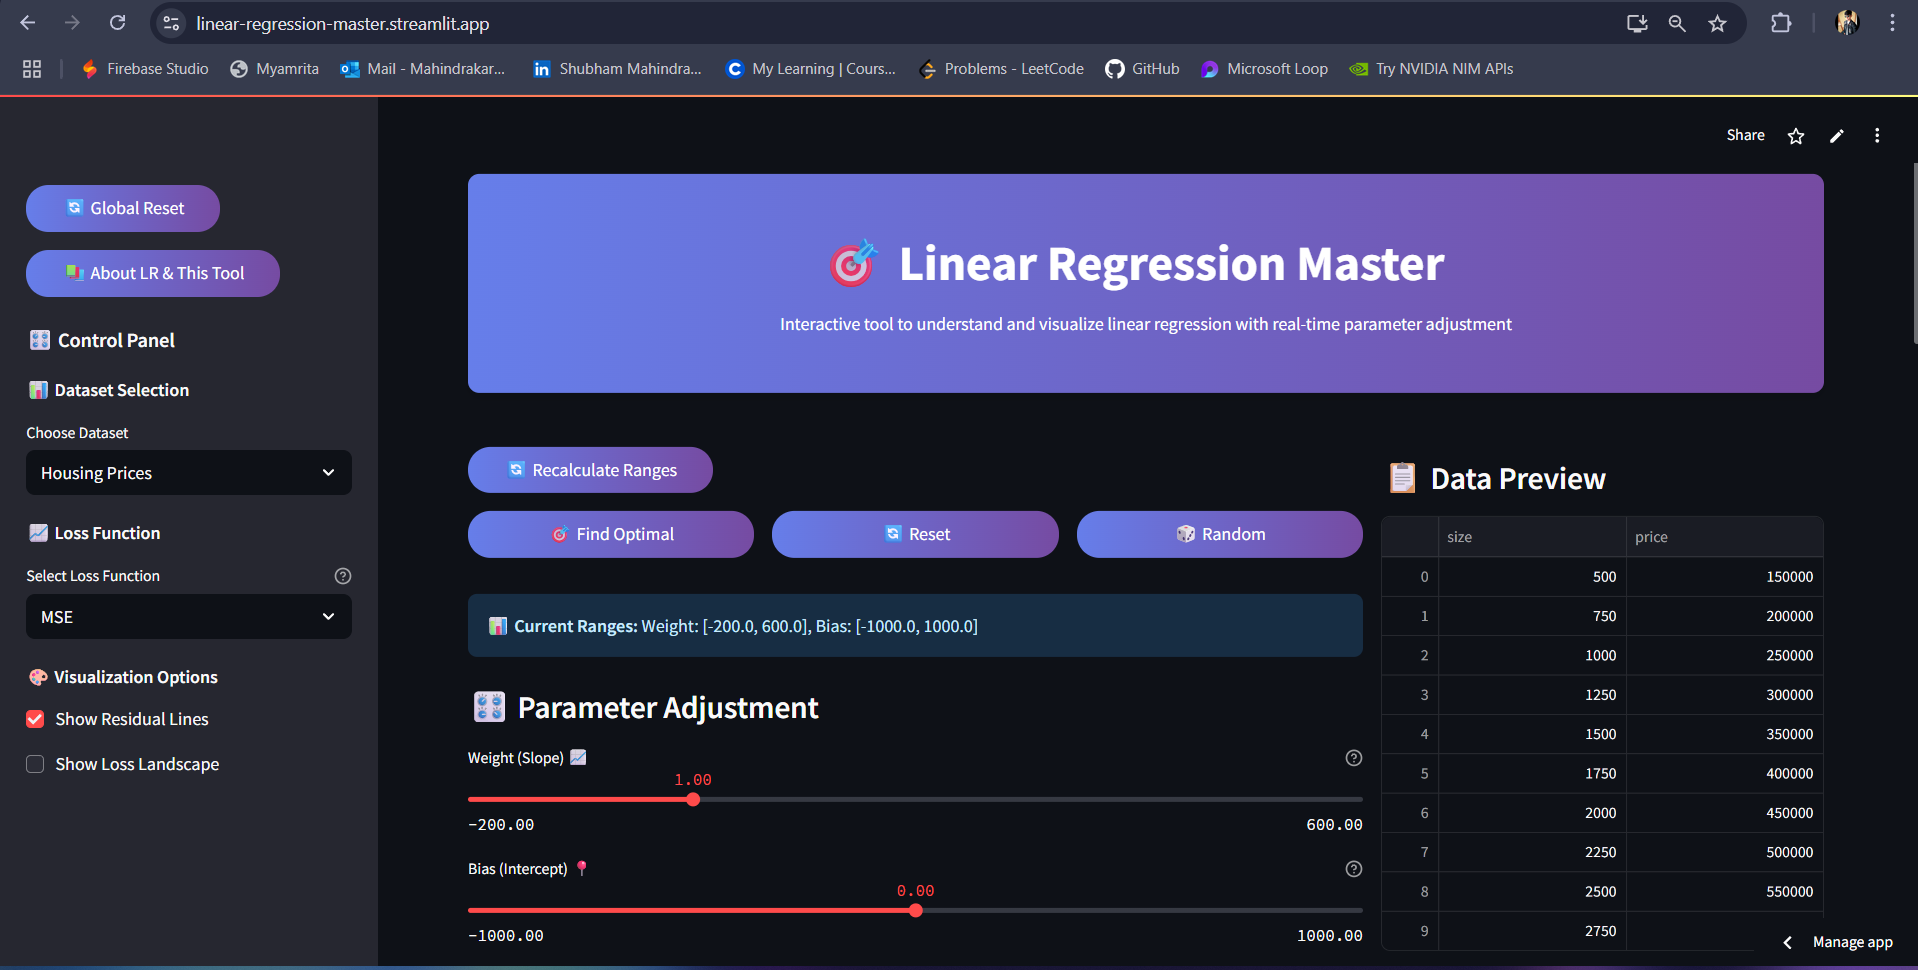 linear-regression-master.streamlit.app
Firebase Studio
Myamrita
Mail - Mahindrakar...
Shubham Mahindra...
My Learning | Cours...
Problems - LeetCode
GitHub
Microsoft Loop
Try NVIDIA NIM APIs
Share
Global Reset
About LR & This Tool
Control Panel
Dataset Selection
Choose Dataset
Housing Prices
Loss Function
Select Loss Function
MSE
Visualization Options
Show Residual Lines
Show Loss Landscape
Linear Regression Master
Interactive tool to understand and visualize linear regression with real-time parameter adjustment
Recalculate Ranges
Find Optimal
Reset
Random
Current Ranges: Weight: [-200.0, 600.0], Bias: [-1000.0, 1000.0]
Parameter Adjustment
Weight (Slope)
1.00
-200.00 600.00
Bias (Intercept)
0.00
-1000.00 1000.00
Data Preview
size price
0 500 150000
1 750 200000
2 1000 250000
3 1250 300000
4 1500 350000
5 1750 400000
6 2000 450000
7 2250 500000
8 2500 550000
9 2750
Manage app